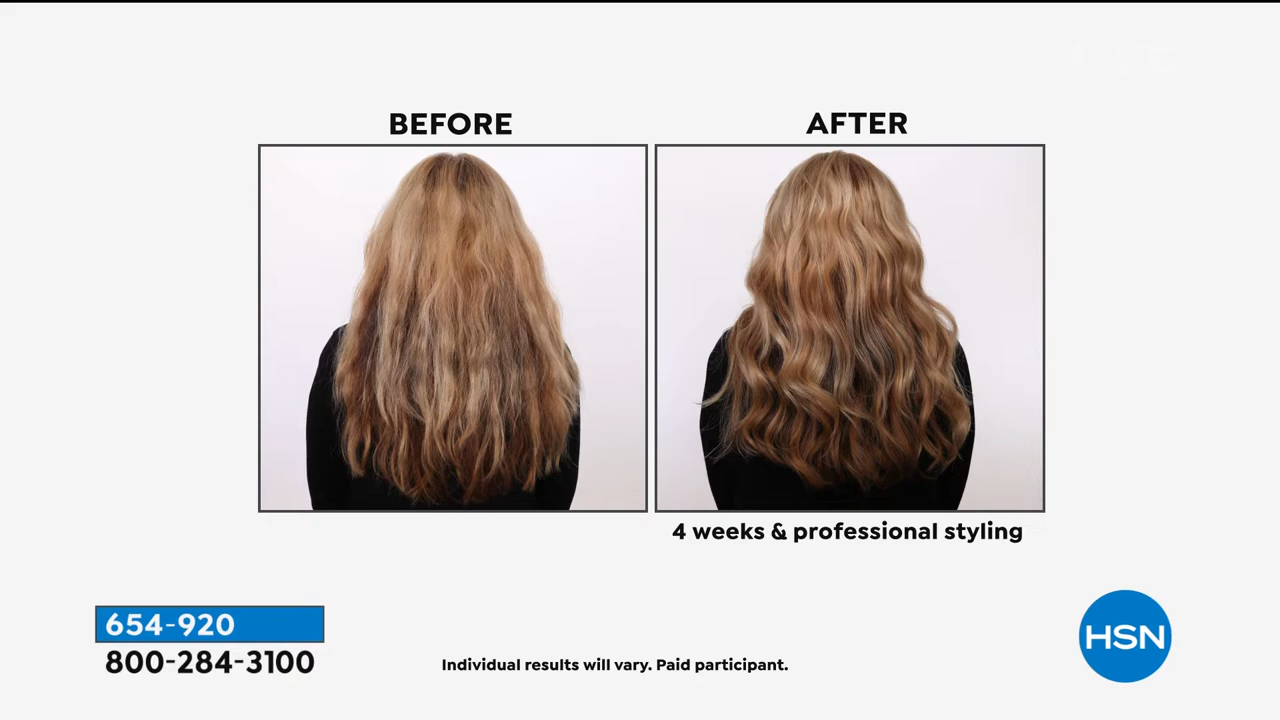 BEFORE
AFTER
4 weeks & professional styling
654-920
800-284-3100
Individual results will vary. Paid participant.
HSN